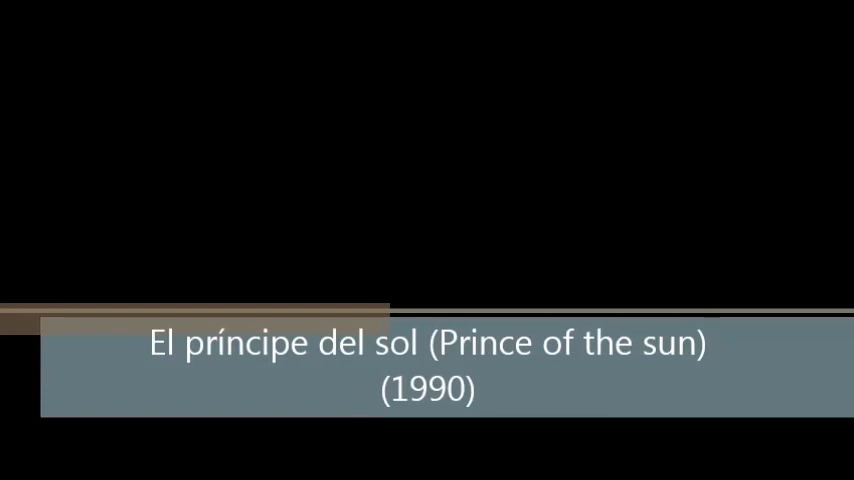 El príncipe del sol (Prince of the sun)
(1990)